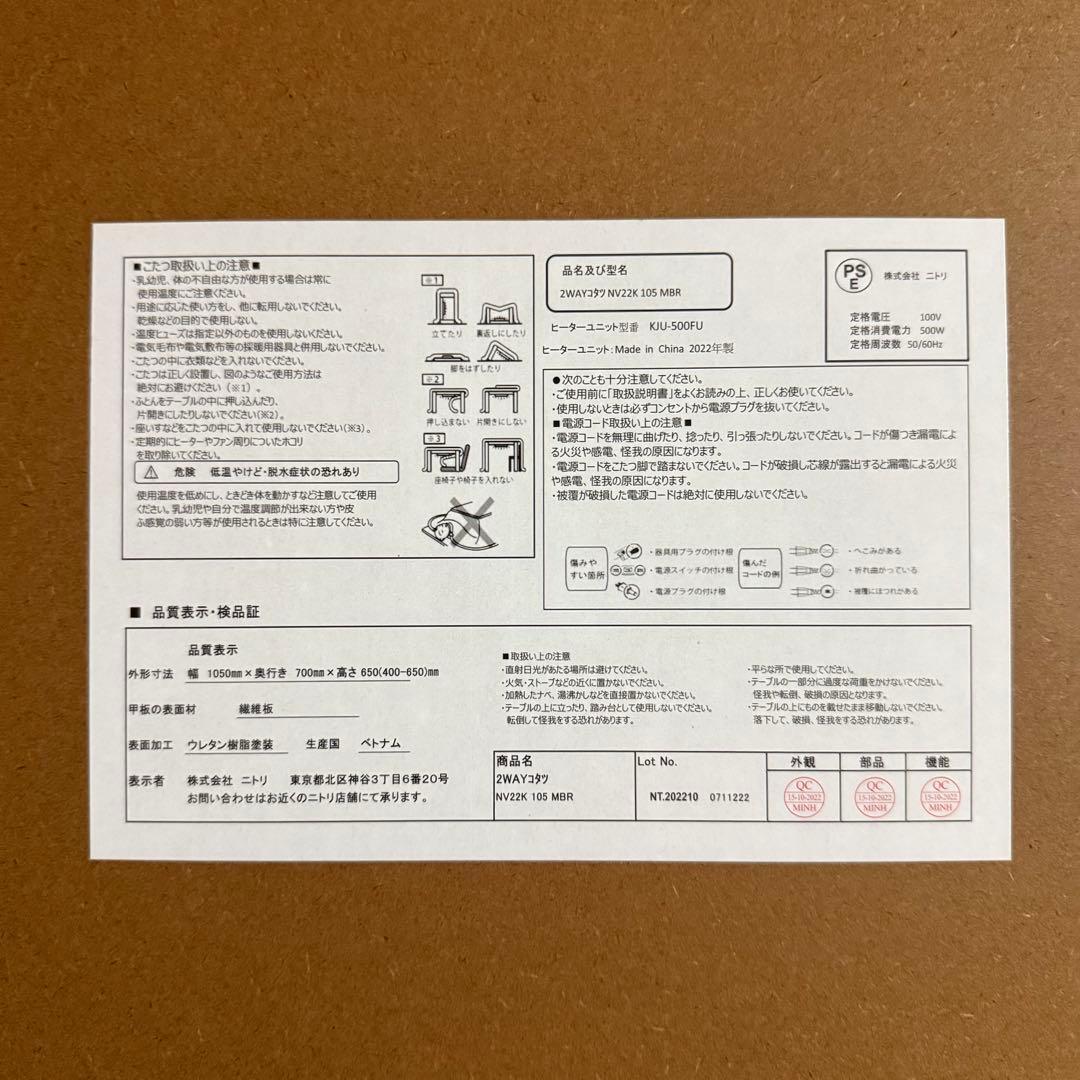 ■こたつ取扱い上の注意■
・乳幼児、体の不自由な方が使用する場合は常に
使用温度にご注意ください。
・用途に応じた使い方をし、他に転用しないでください。
乾燥などの目的で使用しない。
・温度ヒューズは指定以外のものを使用しないください。
・電気毛布や電気敷布等の採暖用器具と併用しないでください。
・こたつの中に衣類などを入れないでください。
・こたつは正しく設置し、図のようなご使用方法は
絶対にお避けください（※1）。
・ふとんをテーブルの中に押し込んだり、
片開きにしたりしないでください(※2)。
・座いすなどをこたつの中に入れて使用しないでください(※3)。
・定期的にヒーターやファン周りについたホコリ
を取り除いてください。
⚠ 危険 低温やけど・脱水症状の恐れあり
使用温度を低めにし、ときどき体を動かすなど注意してご使用
ください。乳幼児や自分で温度調節が出来ない方や皮
ふ感覚の弱い方等が使用されるときは特に注意してください。
※1
立てたり 裏返しにしたり
脚をはずしたり
※2
押し込まない 片開きにしない
※3
座椅子や椅子を入れない
品名及び型名
2WAYコタツ NV22K 105 MBR
ヒーターユニット型番 KJU-500FU
ヒーターユニット：Made in China 2022年製
PS
E
株式会社 ニトリ
定格電圧 100V
定格消費電力 500W
定格周波数 50/60Hz
●次のことも十分注意してください。
・ご使用前に「取扱説明書」をよくお読みの上、正しくお使いください。
・使用しないときは必ずコンセントから電源プラグを抜いてください。
■電源コード取扱い上の注意■
・電源コードを無理に曲げたり、捻ったり、引っ張ったりしないでください。コードが傷つき漏電によ
る火災や感電、怪我の原因になります。
・電源コードをこたつ脚で踏まないでください。コードが破損し芯線が露出すると漏電による火災
や感電、怪我の原因になります。
・被覆が破損した電源コードは絶対に使用しないでください。
傷みや
すい箇所
・器具用プラグの付け根
・電源スイッチの付け根
・電源プラグの付け根
傷んだ
コードの例
・へこみがある
・折れ曲がっている
・被覆にほつれがある
■ 品質表示・検品証
品質表示
外形寸法 幅 1050mm×奥行き 700mm×高さ650(400-650)mm
甲板の表面材 繊維板
表面加工 ウレタン樹脂塗装 生産国 ベトナム
表示者 株式会社 ニトリ 東京都北区神谷3丁目6番20号
お問い合わせはお近くのニトリ店舗にて承ります。
■取扱い上の注意
・直射日光があたる場所は避けてください。
・火気・ストーブなどの近くに置かないでください。
・加熱したナベ、湯沸かしなどを直接置かないでください。
・テーブルの上に立ったり、踏み台として使用しないでください。
転倒して怪我をする恐れがあります。
・平らな所で使用してください。
・テーブルの一部分に過度な荷重をかけないでください。
怪我や転倒、破損の原因となります。
・テーブルの上にものを載せたまま移動しないでください。
落下して、破損、怪我をする恐れがあります。
商品名
2WAYコタツ
NV22K 105 MBR
Lot No.
NT.202210 0711222
外観 部品 機能
QC
15-10-2022
MINH
QC
15-10-2022
MINH
QC
15-10-2022
MINH